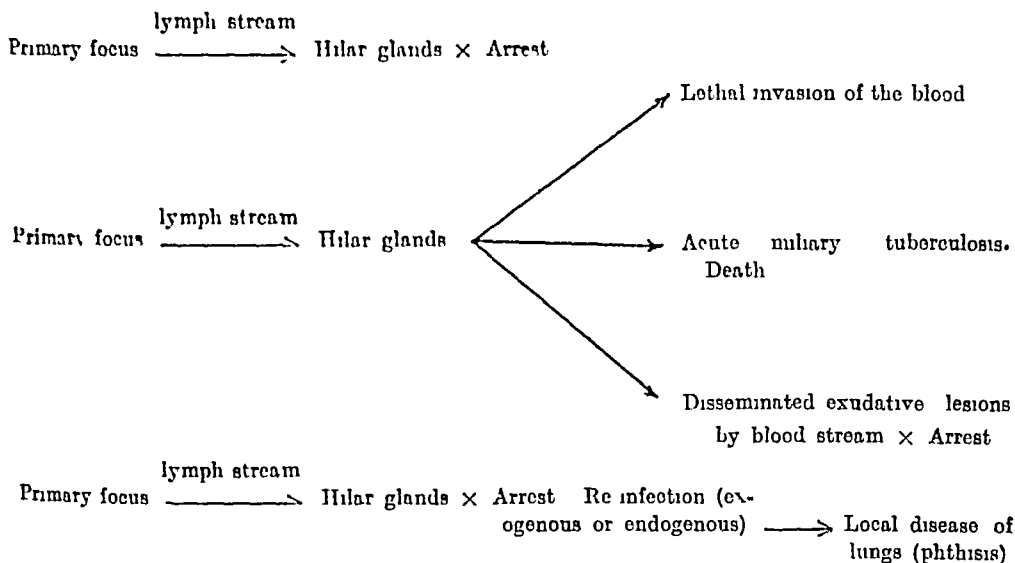 lymph stream
Primary focus → Hilar glands × Arrest
Lethal invasion of the blood
lymph stream
Primary focus → Hilar glands
Acute miliary tuberculosis.
Death
Disseminated exudative lesions
by blood stream × Arrest
lymph stream
Primary focus → Hilar glands × Arrest Re infection (ex-
ogenous or endogenous) → Local disease of
lungs (phthisis)